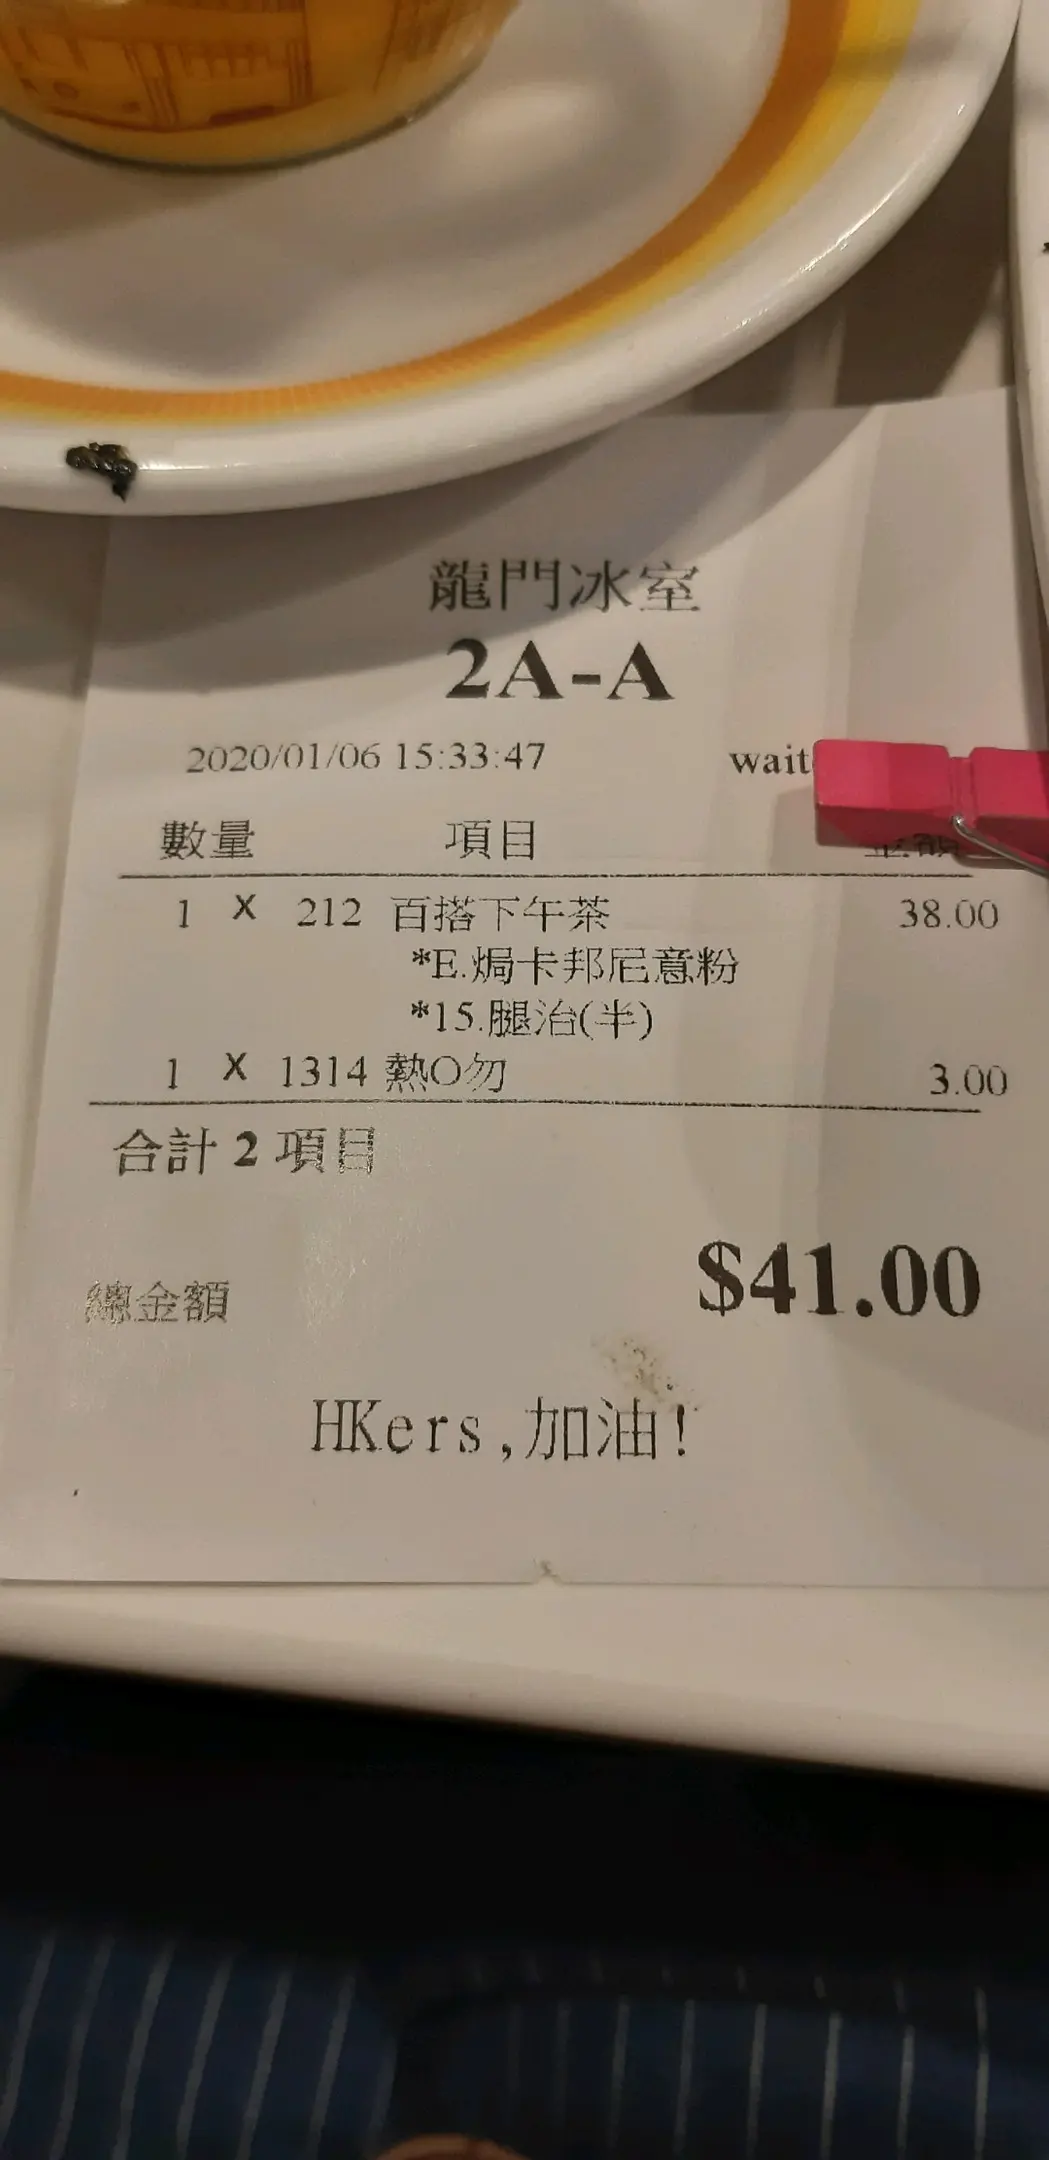 龍門冰室
2A-A
2020/01/06 15:33:47
數量 項目 金額
1 X 212 百搭下午茶 38.00
*E.焗卡邦尼意粉
*15.腿治(半)
1 X 1314 熱O勿 3.00
合計 2 項目
總金額 $41.00
HKers,加油!